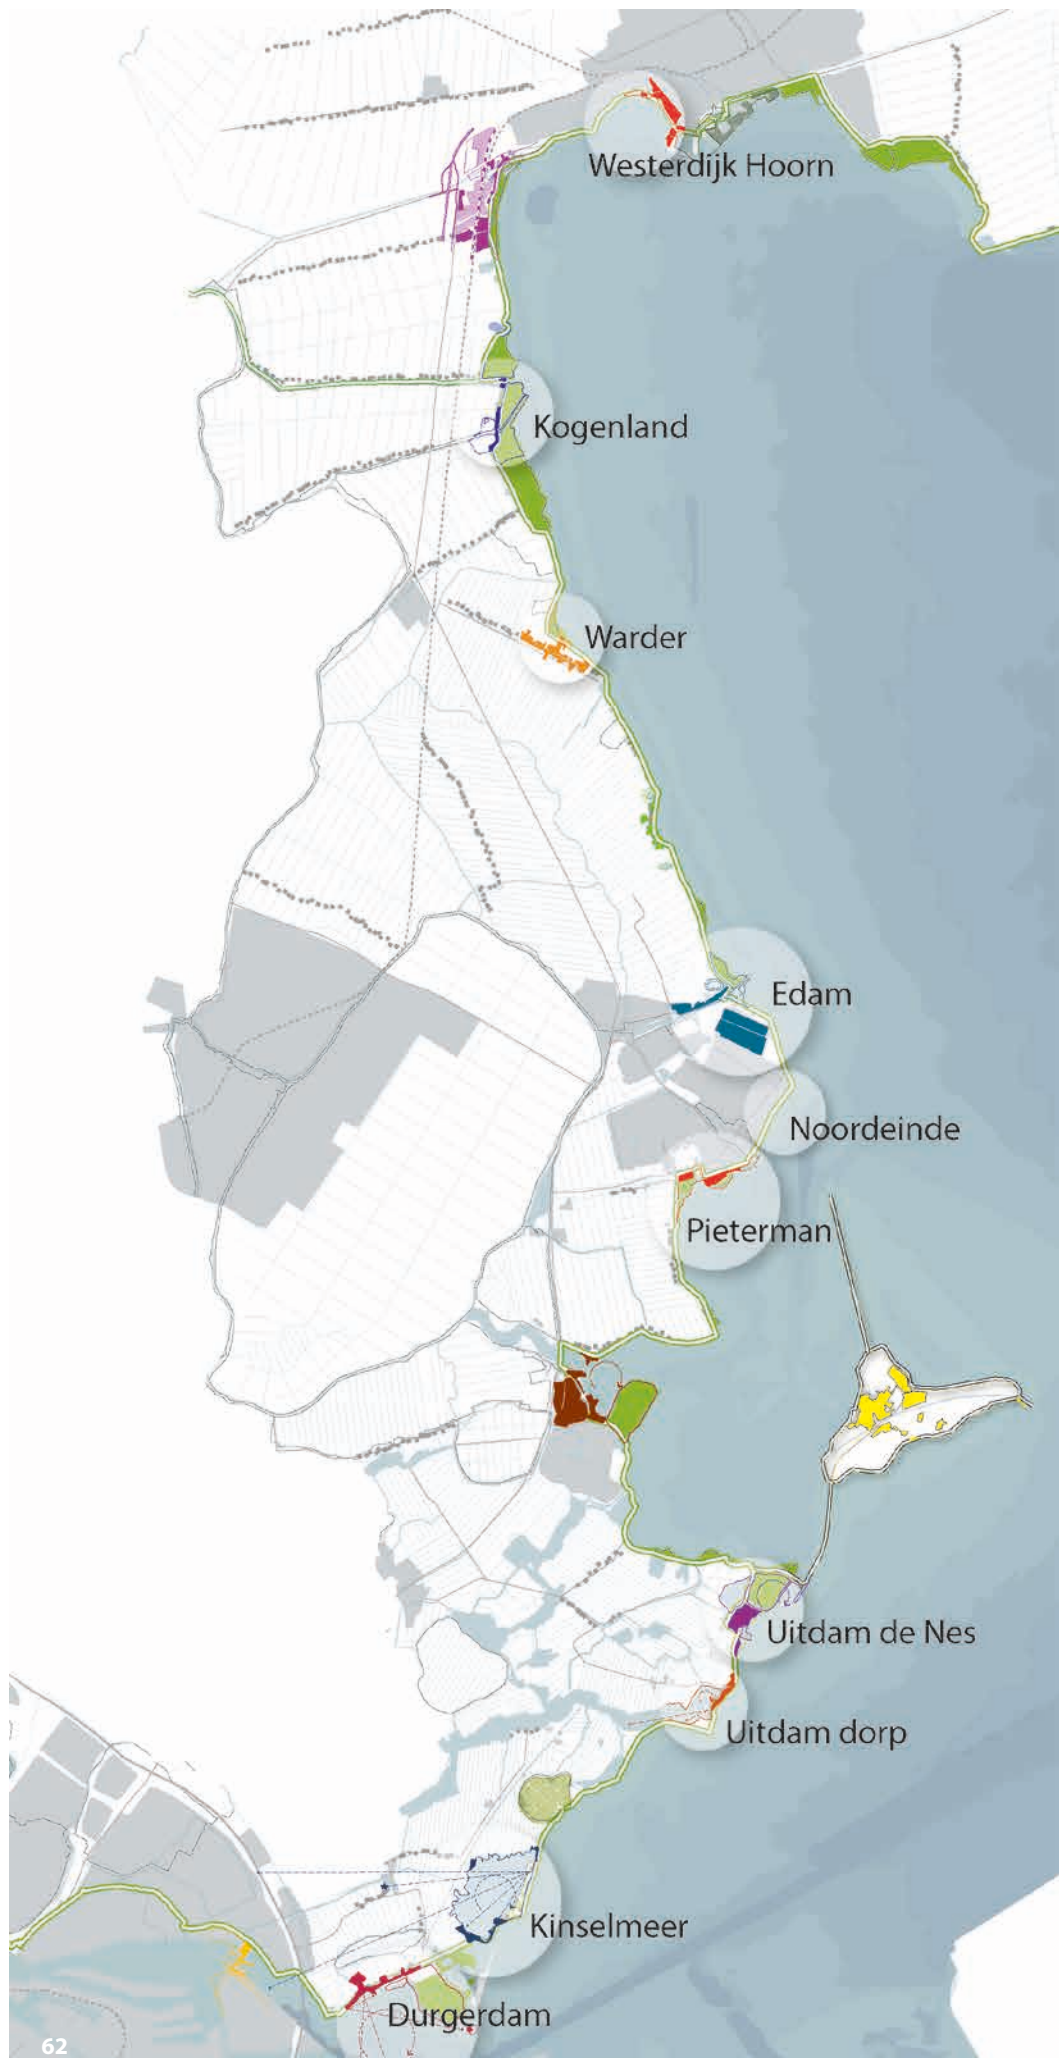 Westerdijk Hoorn
Kogenland
Warder
Edam
Noordeinde
Pieterman
Uitdam de Nes
Uitdam dorp
Kinselmeer
Durgerdam
62